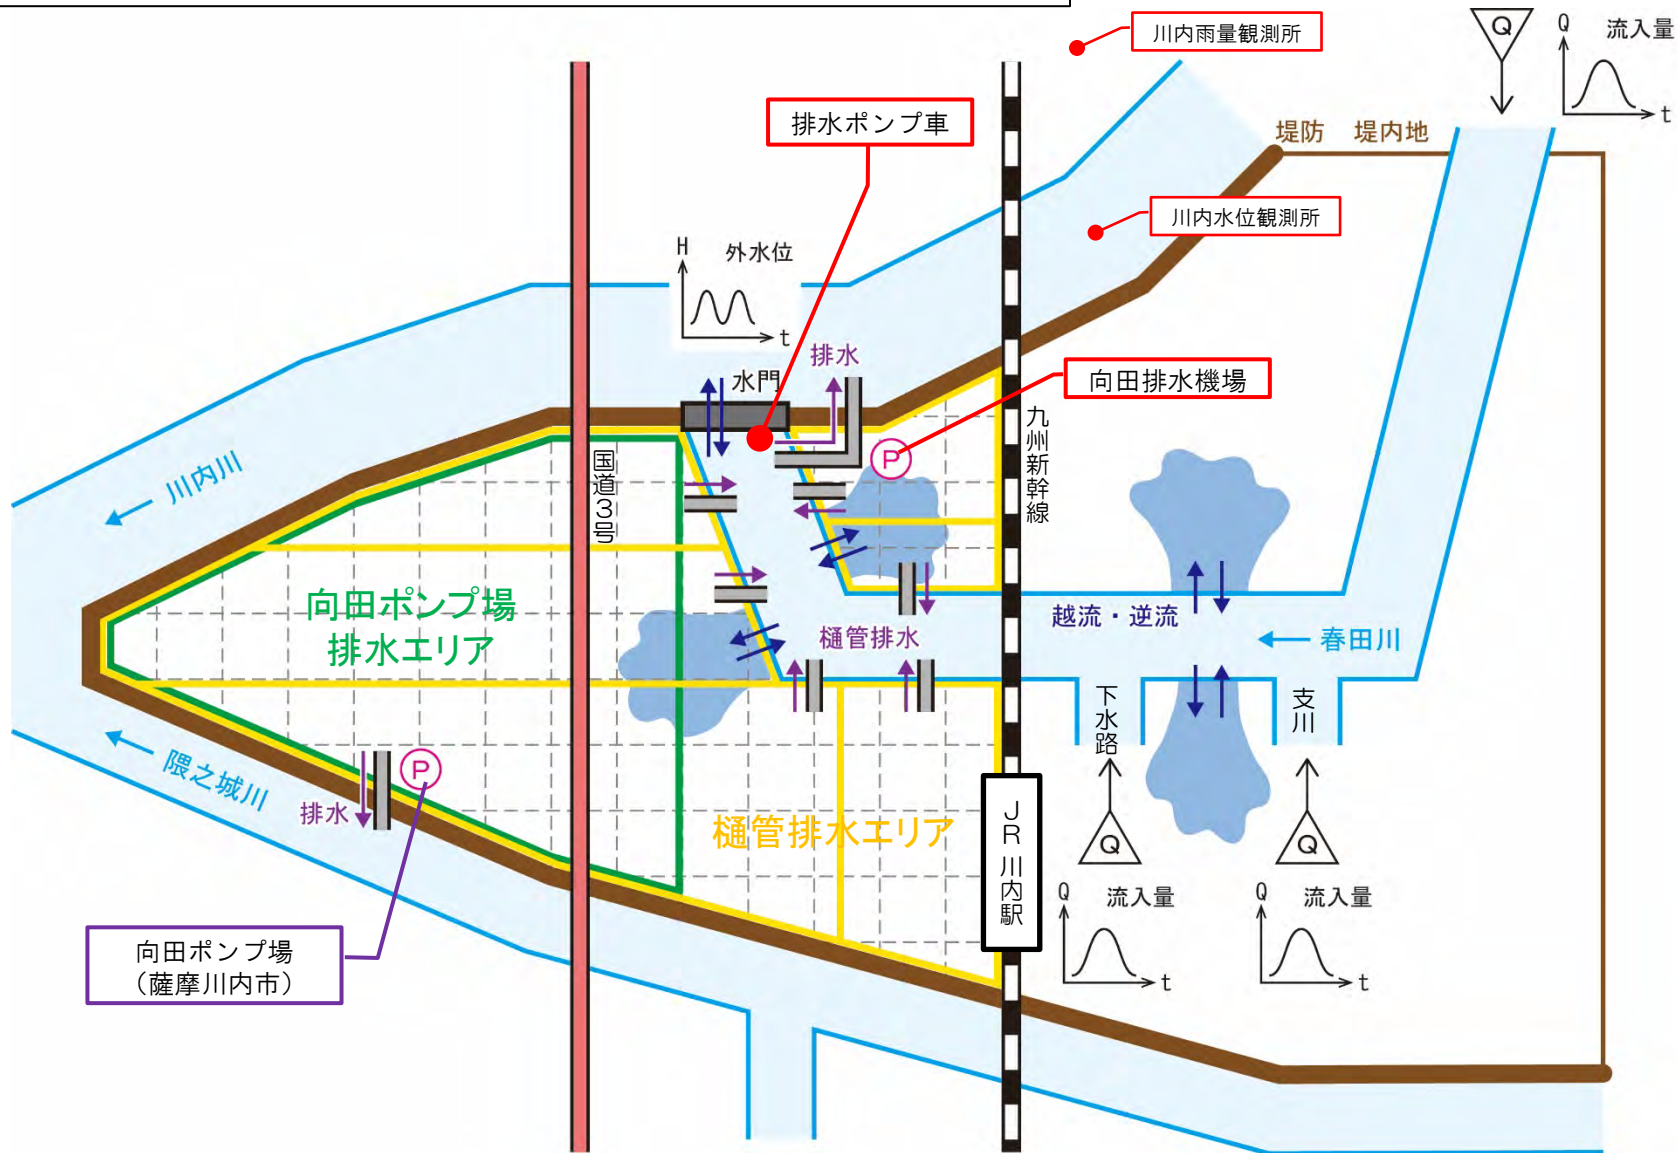 川内雨量観測所
Q
Q 流入量
t
排水ポンプ車
堤防 堤内地
川内水位観測所
H 外水位
t
排水
水門
向田排水機場
P
九州新幹線
国道3号
川内川
向田ポンプ場
排水エリア
樋管排水
越流・逆流
春田川
下水路
支川
隈之城川
P
排水
樋管排水エリア
JR川内駅
Q
Q
Q 流入量
t
Q 流入量
t
向田ポンプ場
(薩摩川内市)